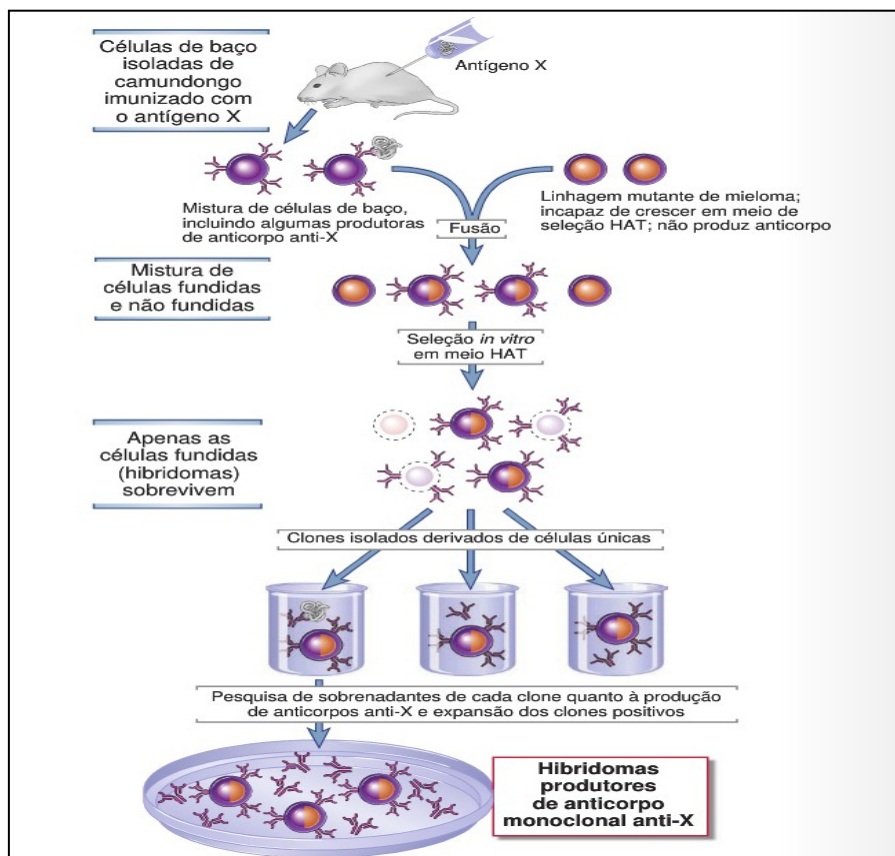 Células de baço
isoladas de
camundongo
imunizado com
o antígeno X
Antígeno X
Mistura de células de baço,
incluindo algumas produtoras
de anticorpo anti-X
Linhagem mutante de mieloma;
incapaz de crescer em meio de
seleção HAT; não produz anticorpo
Fusão
Mistura de
células fundidas
e não fundidas
Seleção in vitro
em meio HAT
Apenas as
células fundidas
(hibridomas)
sobrevivem
Clones isolados derivados de células únicas
Pesquisa de sobrenadantes de cada clone quanto à produção
de anticorpos anti-X e expansão dos clones positivos
Hibridomas
produtores
de anticorpo
monoclonal anti-X